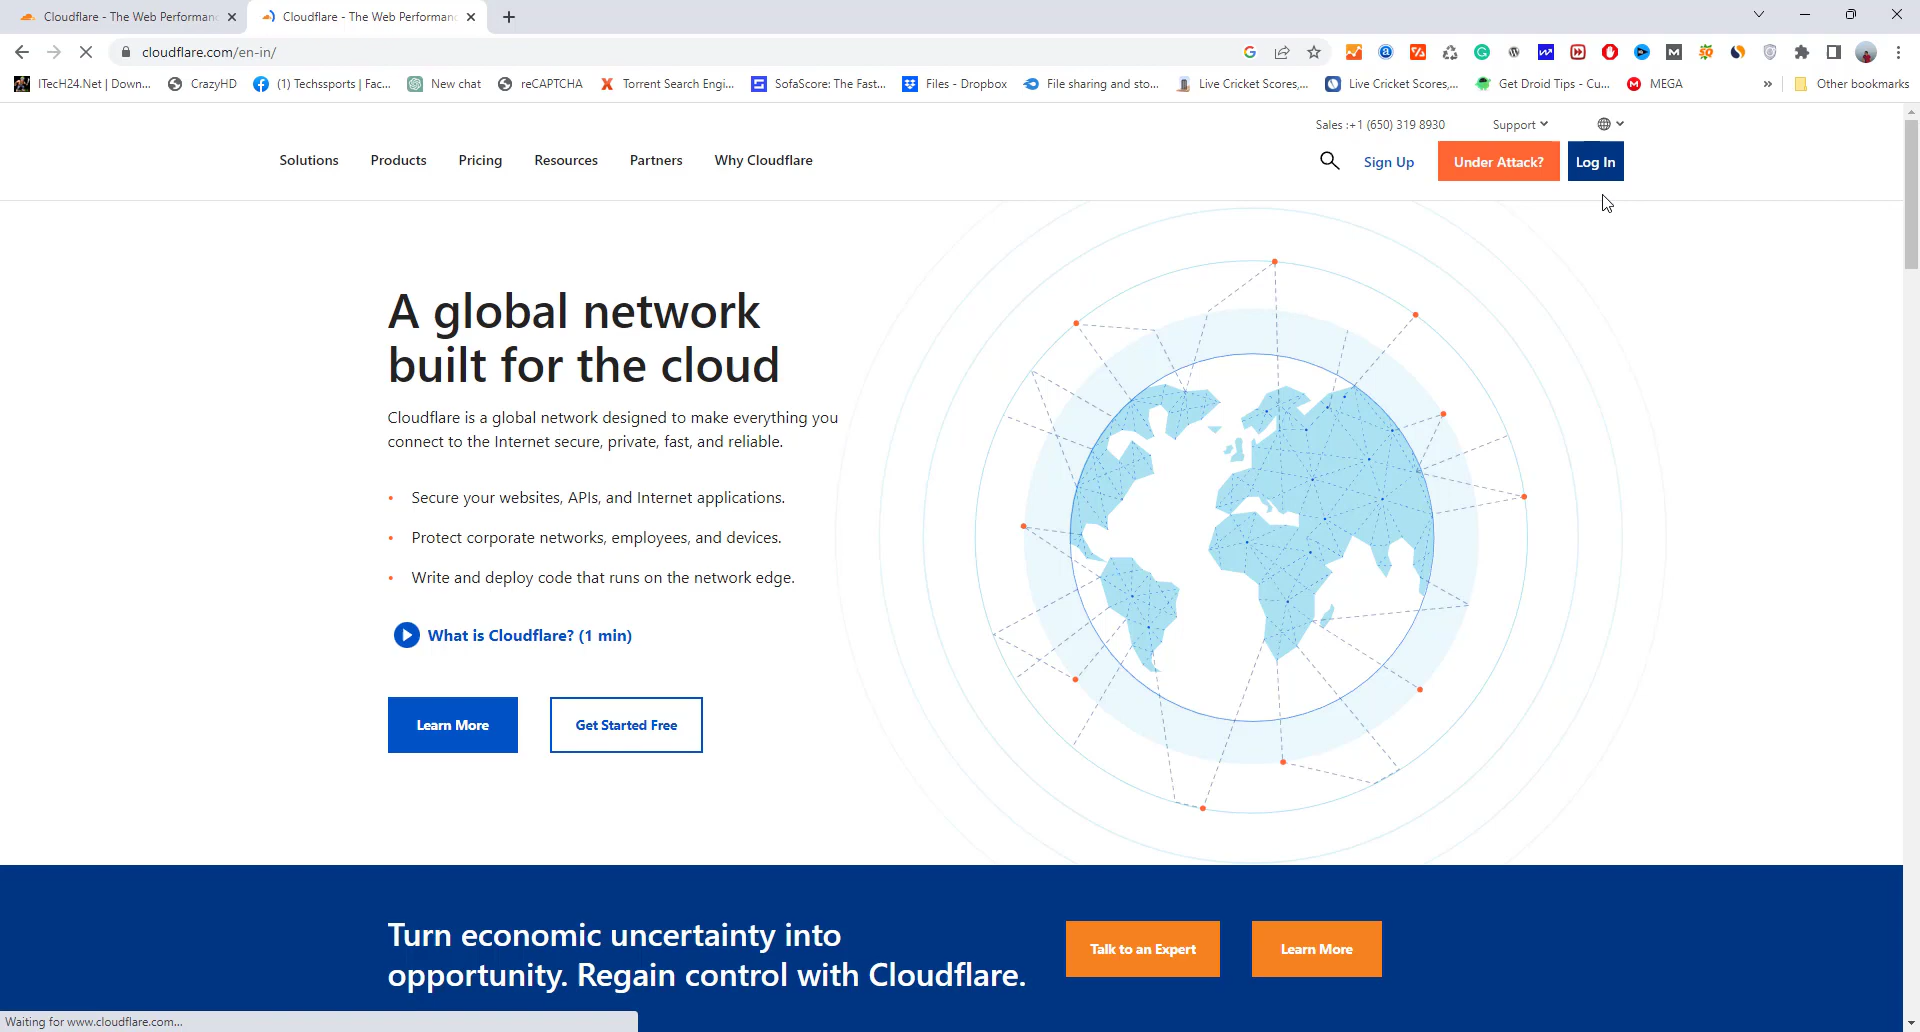 Cloudflare - The Web Performanc
Cloudflare - The Web Performanc
cloudflare.com/en-in/
ITecH24.Net | Down...
CrazyHD
(1) Techssports | Fac...
New chat
reCAPTCHA
Torrent Search Engi...
SofaScore: The Fast...
Files - Dropbox
File sharing and sto...
Live Cricket Scores,...
Live Cricket Scores,...
Get Droid Tips - Cu...
MEGA
»
Other bookmarks
Sales :+1 (650) 319 8930
Support
Solutions
Products
Pricing
Resources
Partners
Why Cloudflare
Sign Up
Under Attack?
Log In
A global network
built for the cloud
Cloudflare is a global network designed to make everything you
connect to the Internet secure, private, fast, and reliable.
• Secure your websites, APIs, and Internet applications.
• Protect corporate networks, employees, and devices.
• Write and deploy code that runs on the network edge.
What is Cloudflare? (1 min)
Learn More
Get Started Free
Turn economic uncertainty into
opportunity. Regain control with Cloudflare.
Talk to an Expert
Learn More
Waiting for www.cloudflare.com...